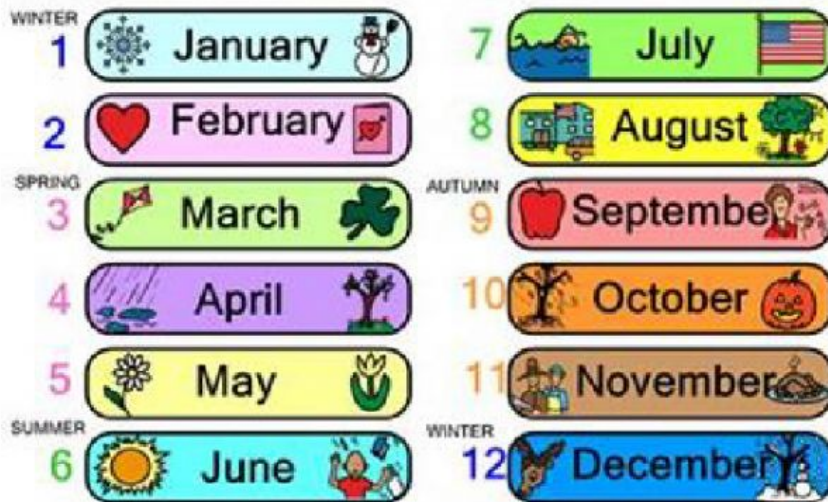 WINTER
1 January
2 February
SPRING
3 March
4 April
5 May
SUMMER
6 June
7 July
8 August
AUTUMN
9 Septembe
10 October
11 November
WINTER
12 December